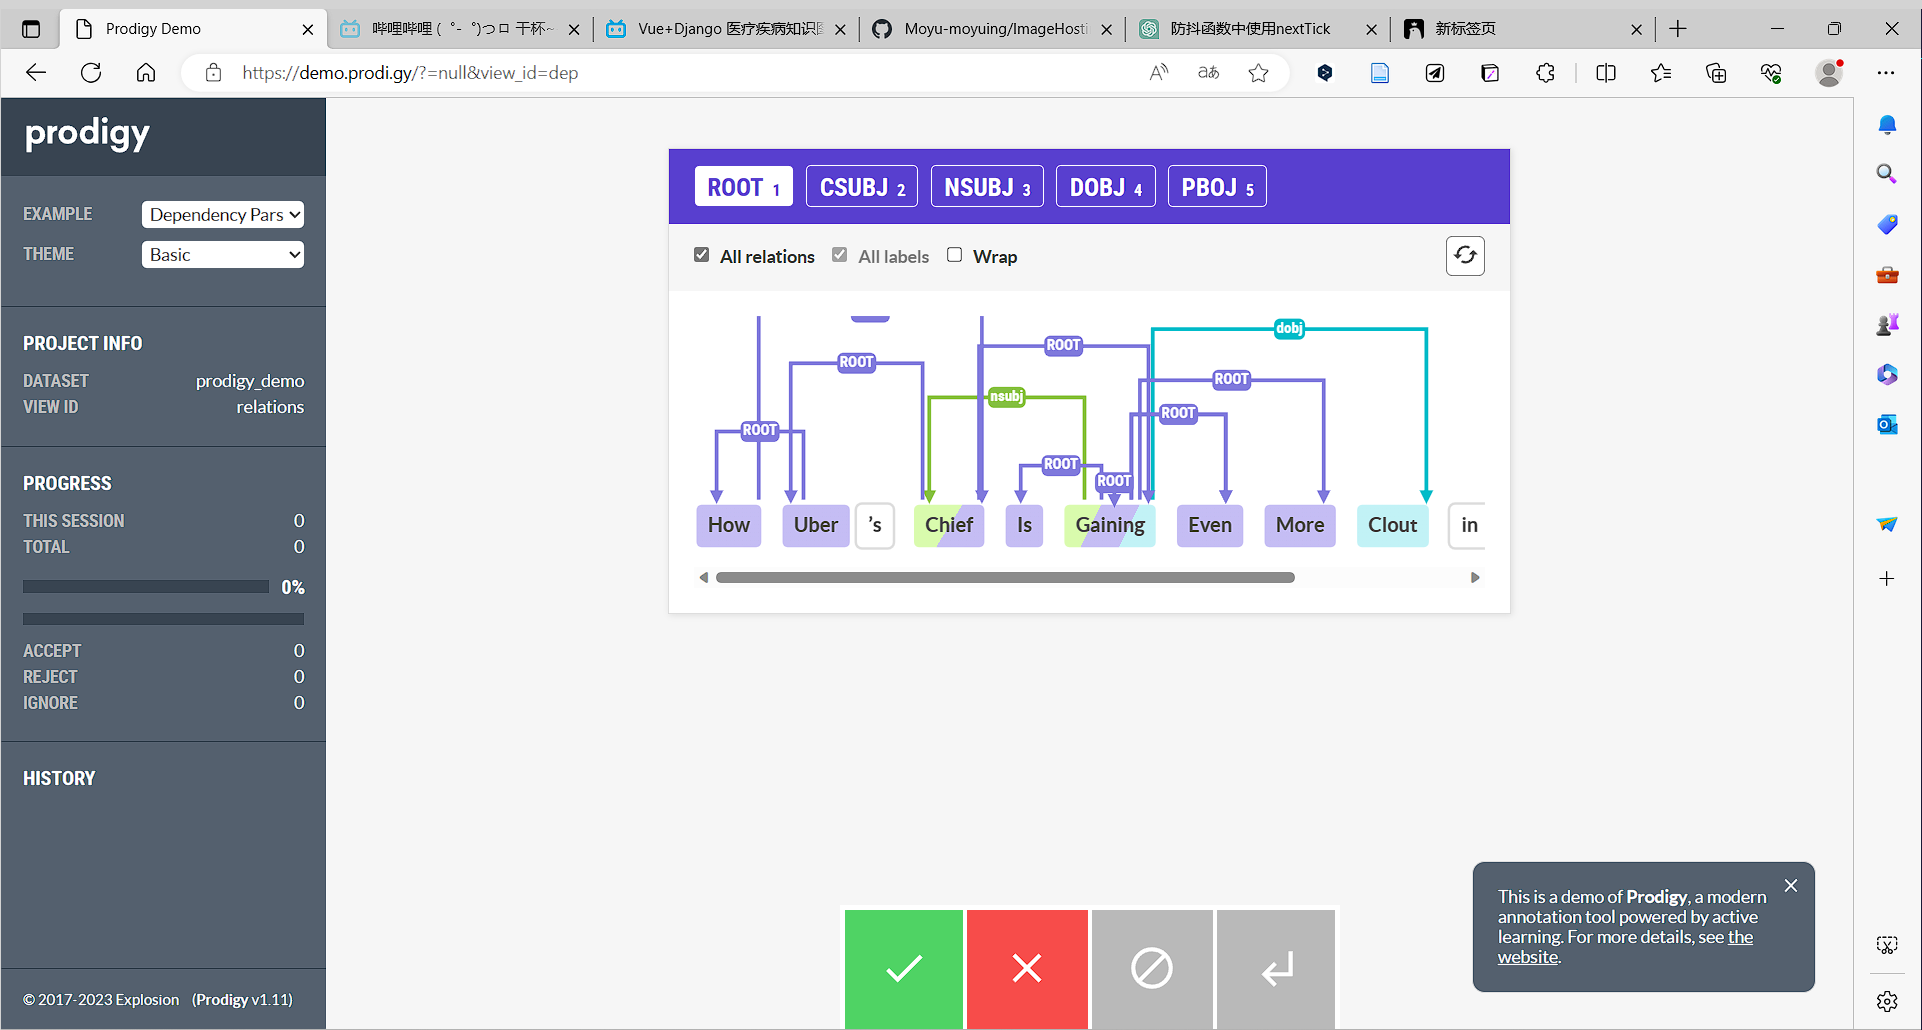 Prodigy Demo
哔哩哔哩 (゜-゜)つロ 干杯~
Vue+Django 医疗疾病知识
Moyu-moyuing/ImageHosti
防抖函数中使用nextTick
新标签页
https://demo.prodi.gy/?=null&view_id=dep
prodigy
EXAMPLE Dependency Pars
THEME Basic
PROJECT INFO
DATASET prodigy_demo
VIEW ID relations
PROGRESS
THIS SESSION 0
TOTAL 0
0%
ACCEPT 0
REJECT 0
IGNORE 0
HISTORY
© 2017-2023 Explosion (Prodigy v1.11)
ROOT 1 CSUBJ 2 NSUBJ 3 DOBJ 4 PBOJ 5
All relations All labels Wrap
dobj
ROOT
ROOT
ROOT
nsubj
ROOT
ROOT
ROOT
ROOT
How Uber ’s Chief Is Gaining Even More Clout in
This is a demo of Prodigy, a modern
annotation tool powered by active
learning. For more details, see the
website.